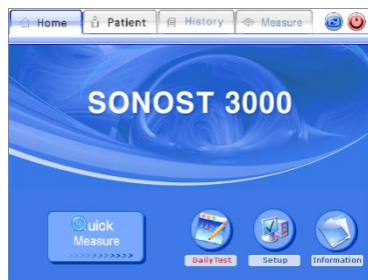 Home
Patient
History
Measure
SONOST 3000
Quick
Measure
>>>>>>>>>>>
DailyTest
Setup
Information